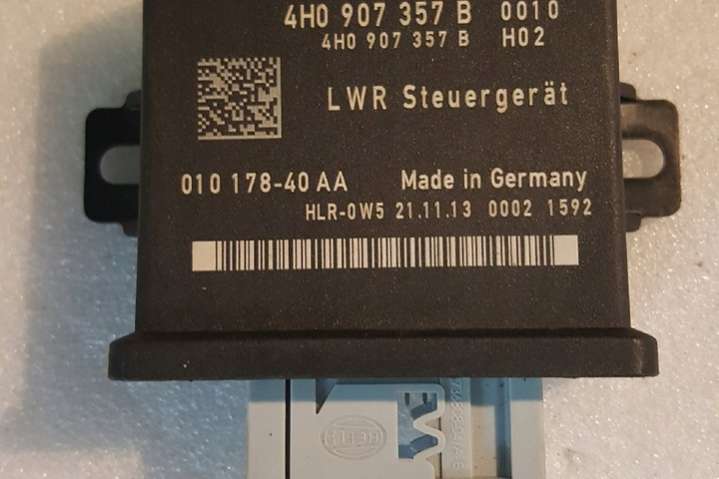 4H0 907 357 B 0010
4H0 907 357 B H02
LWR Steuergerät
010 178-40 AA Made in Germany
HLR-0W5 21.11.13 0002 1592
HELLA